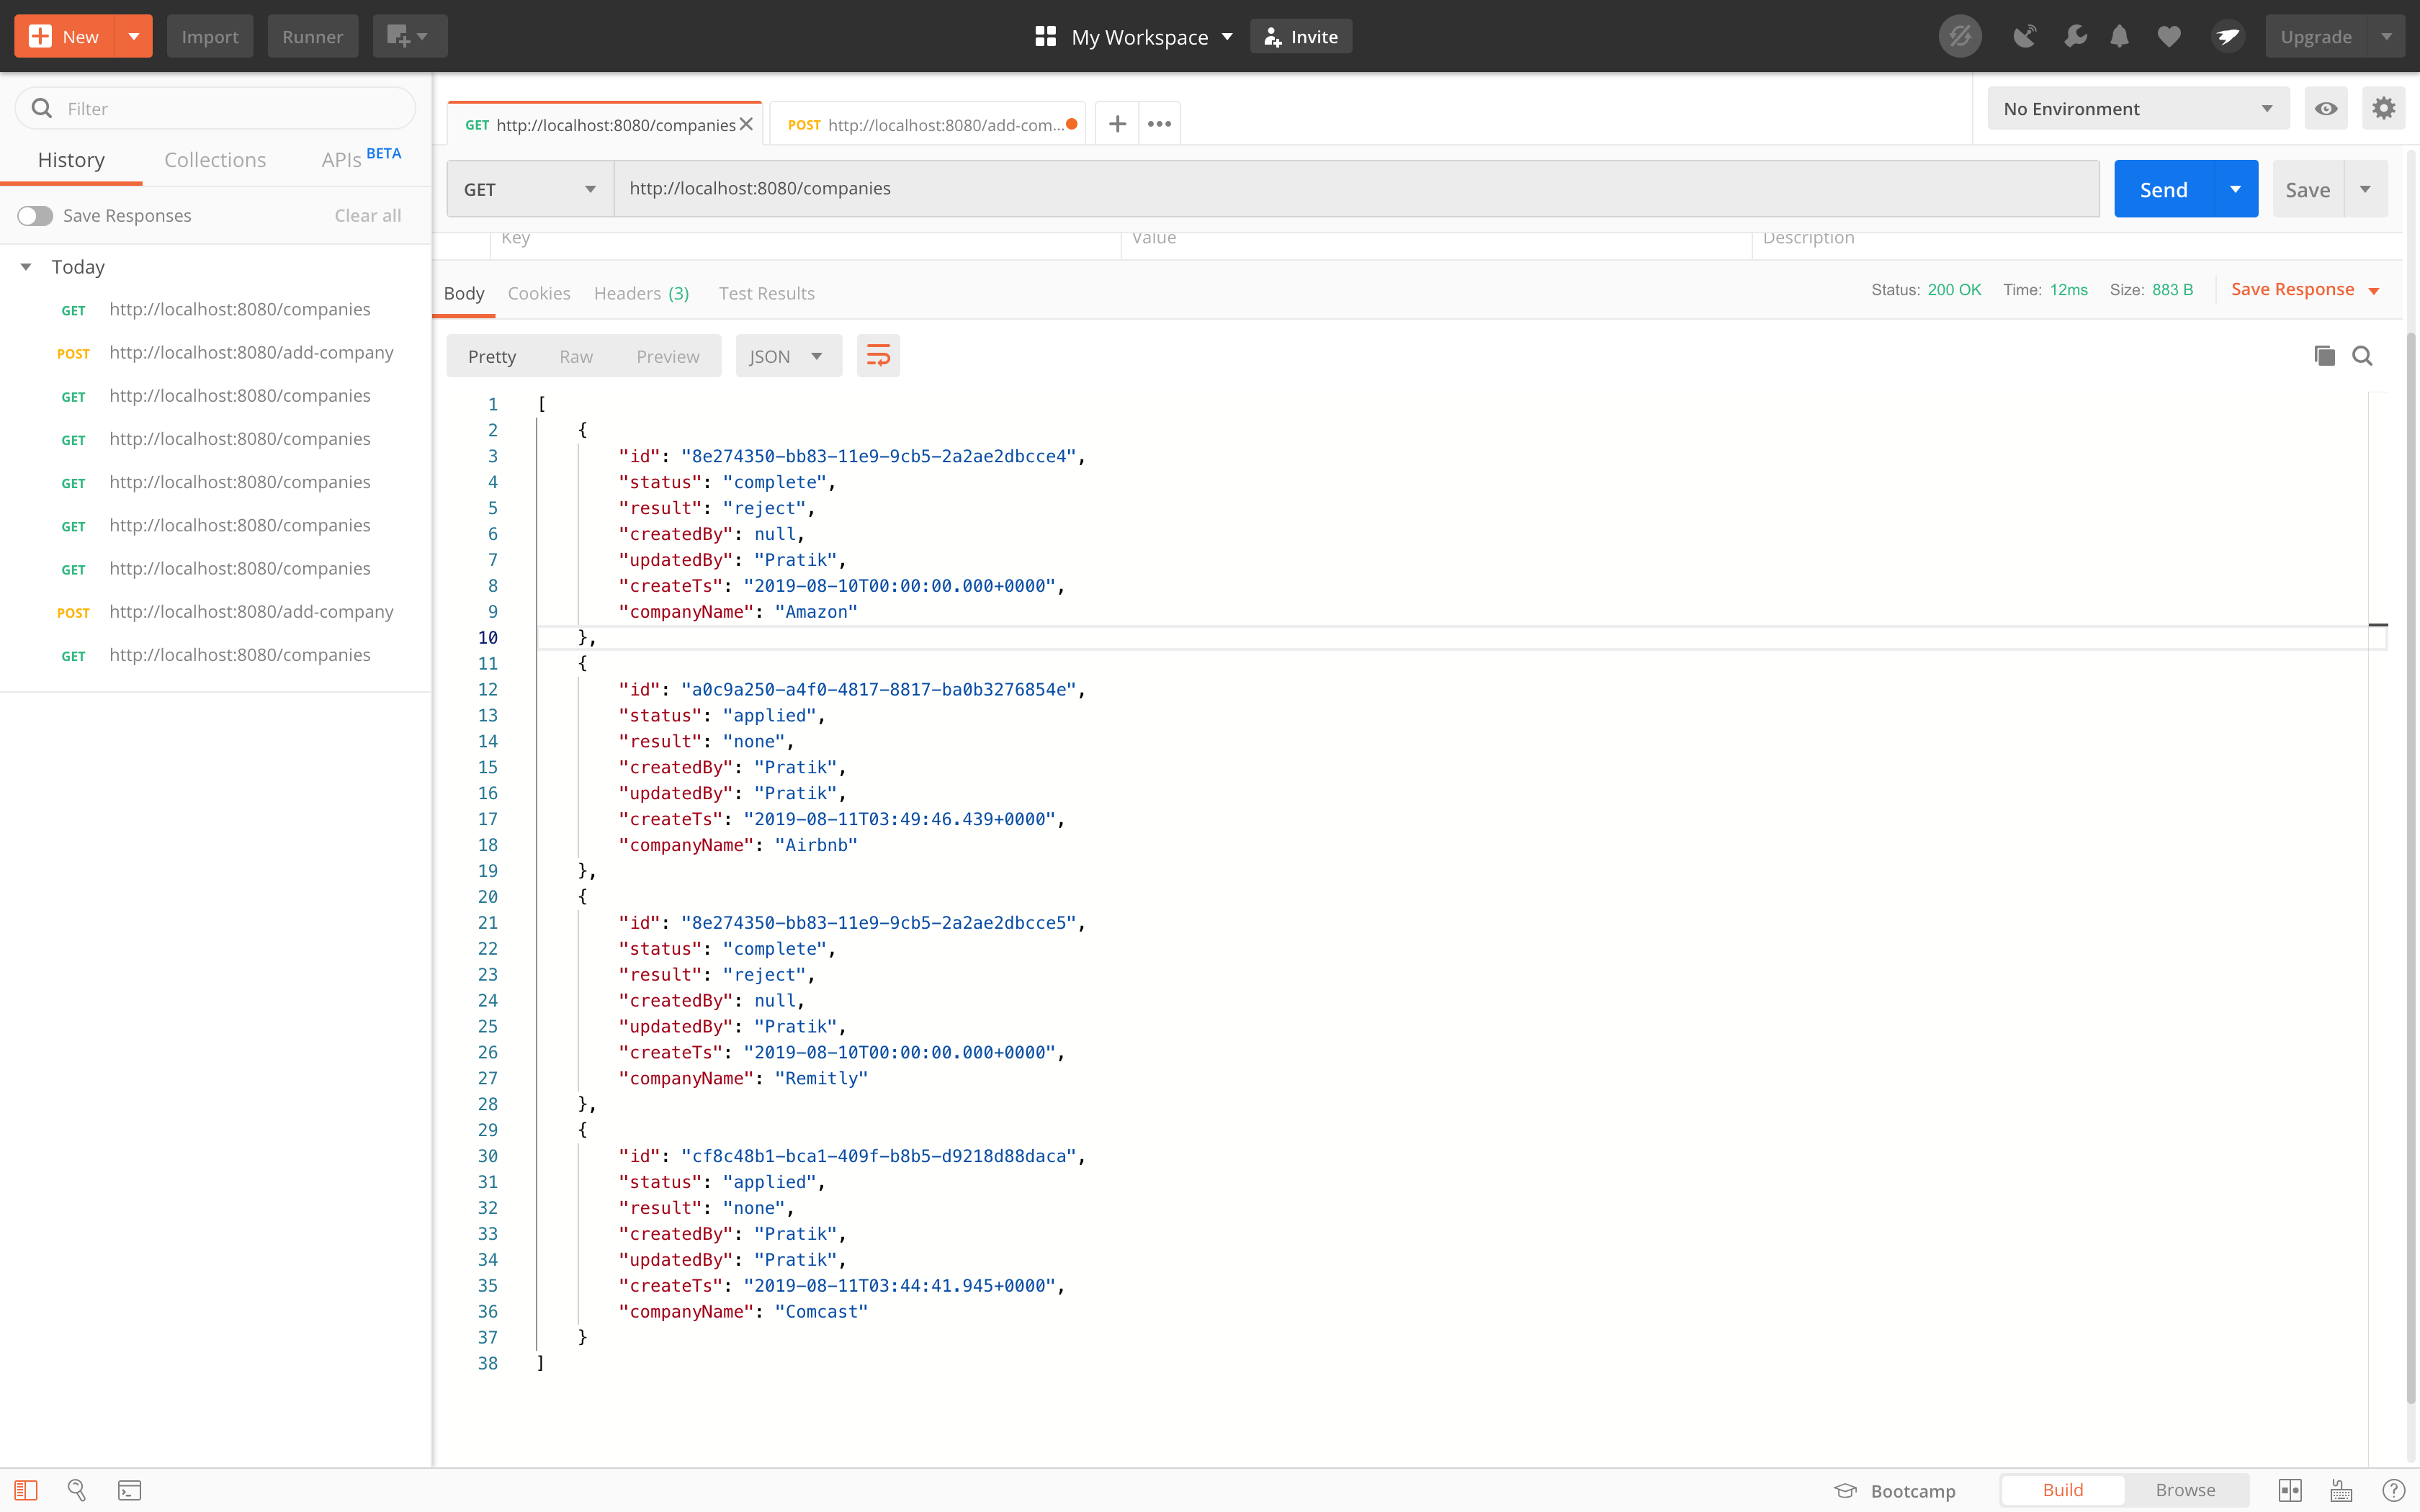 New
Import
Runner
My Workspace
Invite
Upgrade
Filter
History
Collections
APIs BETA
Save Responses
Clear all
Today
GET http://localhost:8080/companies
POST http://localhost:8080/add-company
GET http://localhost:8080/companies
GET http://localhost:8080/companies
GET http://localhost:8080/companies
GET http://localhost:8080/companies
GET http://localhost:8080/companies
POST http://localhost:8080/add-company
GET http://localhost:8080/companies
GET http://localhost:8080/companies
POST http://localhost:8080/add-com...
No Environment
GET
http://localhost:8080/companies
Send
Save
Key
Value
Description
Body
Cookies
Headers (3)
Test Results
Status: 200 OK
Time: 12ms
Size: 883 B
Save Response
Pretty
Raw
Preview
JSON
1 [
2 {
3 "id": "8e274350-bb83-11e9-9cb5-2a2ae2dbcce4",
4 "status": "complete",
5 "result": "reject",
6 "createdBy": null,
7 "updatedBy": "Pratik",
8 "createTs": "2019-08-10T00:00:00.000+0000",
9 "companyName": "Amazon"
10 },
11 {
12 "id": "a0c9a250-a4f0-4817-8817-ba0b3276854e",
13 "status": "applied",
14 "result": "none",
15 "createdBy": "Pratik",
16 "updatedBy": "Pratik",
17 "createTs": "2019-08-11T03:49:46.439+0000",
18 "companyName": "Airbnb"
19 },
20 {
21 "id": "8e274350-bb83-11e9-9cb5-2a2ae2dbcce5",
22 "status": "complete",
23 "result": "reject",
24 "createdBy": null,
25 "updatedBy": "Pratik",
26 "createTs": "2019-08-10T00:00:00.000+0000",
27 "companyName": "Remitly"
28 },
29 {
30 "id": "cf8c48b1-bca1-409f-b8b5-d9218d88daca",
31 "status": "applied",
32 "result": "none",
33 "createdBy": "Pratik",
34 "updatedBy": "Pratik",
35 "createTs": "2019-08-11T03:44:41.945+0000",
36 "companyName": "Comcast"
37 }
38 ]
Bootcamp
Build
Browse